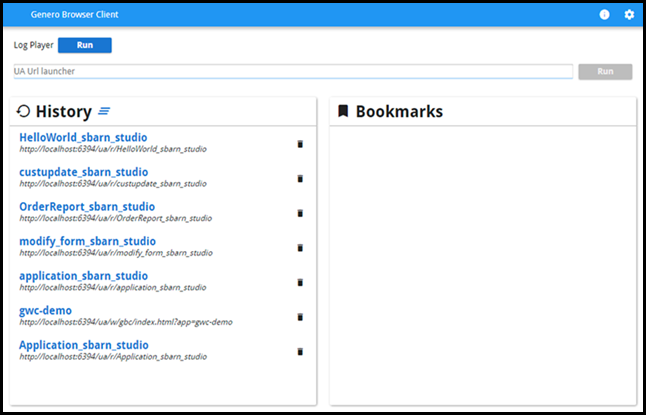 Genero Browser Client
Log Player Run
UA Url launcher Run
History
HelloWorld_sbarn_studio
http://localhost:6394/ua/r/HelloWorld_sbarn_studio
custupdate_sbarn_studio
http://localhost:6394/ua/r/custupdate_sbarn_studio
OrderReport_sbarn_studio
http://localhost:6394/ua/r/OrderReport_sbarn_studio
modify_form_sbarn_studio
http://localhost:6394/ua/r/modify_form_sbarn_studio
application_sbarn_studio
http://localhost:6394/ua/r/application_sbarn_studio
gwc-demo
http://localhost:6394/ua/w/gbc/index.html?app=gwc-demo
Application_sbarn_studio
http://localhost:6394/ua/r/Application_sbarn_studio
Bookmarks